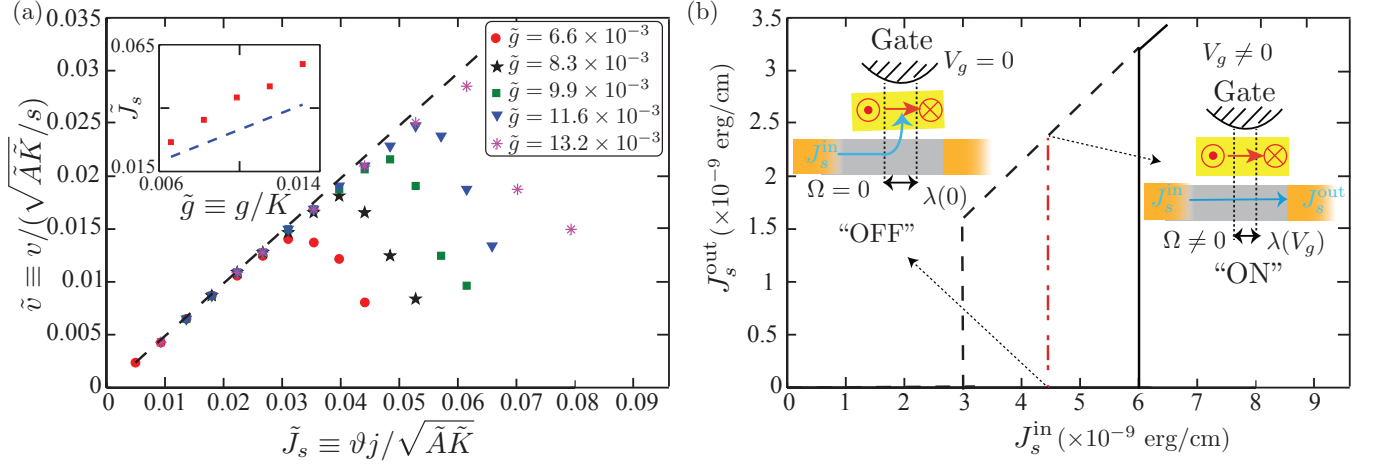 (a)
ṽ ≡ v/(√ÃK̃/s)
0.035
0.03
0.025
0.02
0.015
0.01
0.005
0
0
0.01
0.02
0.03
0.04
0.05
0.06
0.07
0.08
0.09
J̃s ≡ ϑj/√ÃK̃
0.065
J̃s
0.015
0.006
0.014
g̃ ≡ g/K
g̃ = 6.6 × 10⁻³
g̃ = 8.3 × 10⁻³
g̃ = 9.9 × 10⁻³
g̃ = 11.6 × 10⁻³
g̃ = 13.2 × 10⁻³
(b)
Jₛᵒᵘᵗ (×10⁻⁹ erg/cm)
3.5
3
2.5
2
1.5
1
0.5
0
0
1
2
3
4
5
6
7
8
9
Jₛⁱⁿ (×10⁻⁹ erg/cm)
Gate
Vg = 0
Jₛⁱⁿ
Ω = 0
λ(0)
“OFF”
Vg ≠ 0
Gate
Jₛⁱⁿ
Jₛᵒᵘᵗ
Ω ≠ 0
λ(Vg)
“ON”